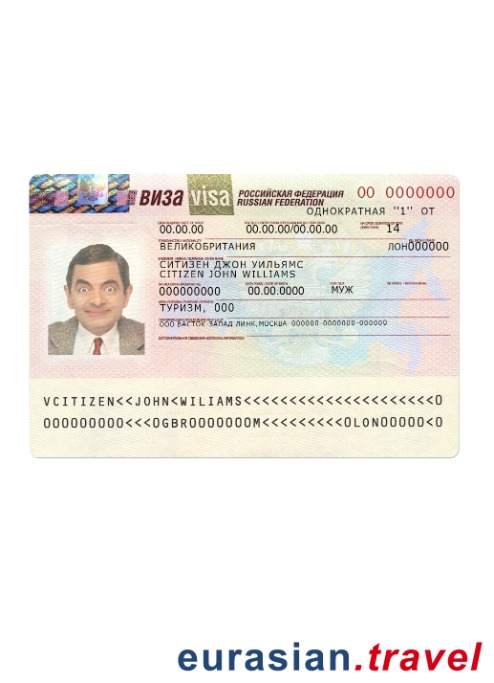 ВИЗА visa РОССИЙСКАЯ ФЕДЕРАЦИЯ 00 0000000
RUSSIAN FEDERATION
ОДНОКРАТНАЯ "1" ОТ
00.00.00 00.00.00/00.00.00 14
ВЕЛИКОБРИТАНИЯ ЛОН000000
СИТИЗЕН ДЖОН УИЛЬЯМС
CITIZEN JOHN WILLIAMS
000000000 00.00.0000 МУЖ
ТУРИЗМ, 000
ООО ВАСТОК ЗАПАД ЛИНК,МОСКВА 000000 0000000-000000
VCITIZEN<<JOHN<WILIAMS<<<<<<<<<<<<<<<<<<<<<<0
000000000<<<0GBR0000000M<<<<<<<<<0LON00000<0
eurasian.travel